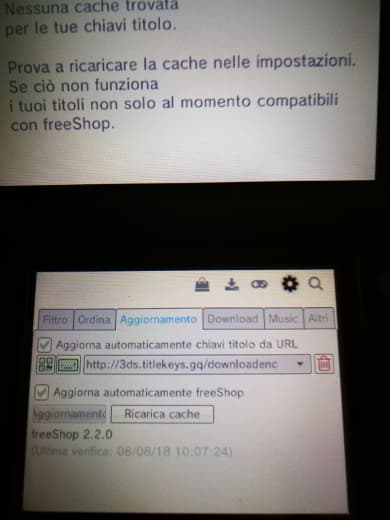 Nessuna cache trovata
per le tue chiavi titolo.
Prova a ricaricare la cache nelle impostazioni.
Se ciò non funziona
i tuoi titoli non solo al momento compatibili
con freeShop.
Filtro Ordina Aggiornamento Download Music Altri
Aggiorna automaticamente chiavi titolo da URL
http://3ds.titlekeys.gq/downloadenc
Aggiorna automaticamente freeShop
Aggiornamento Ricarica cache
freeShop 2.2.0
(Ultima verifica: 08/08/18 10:07:24)